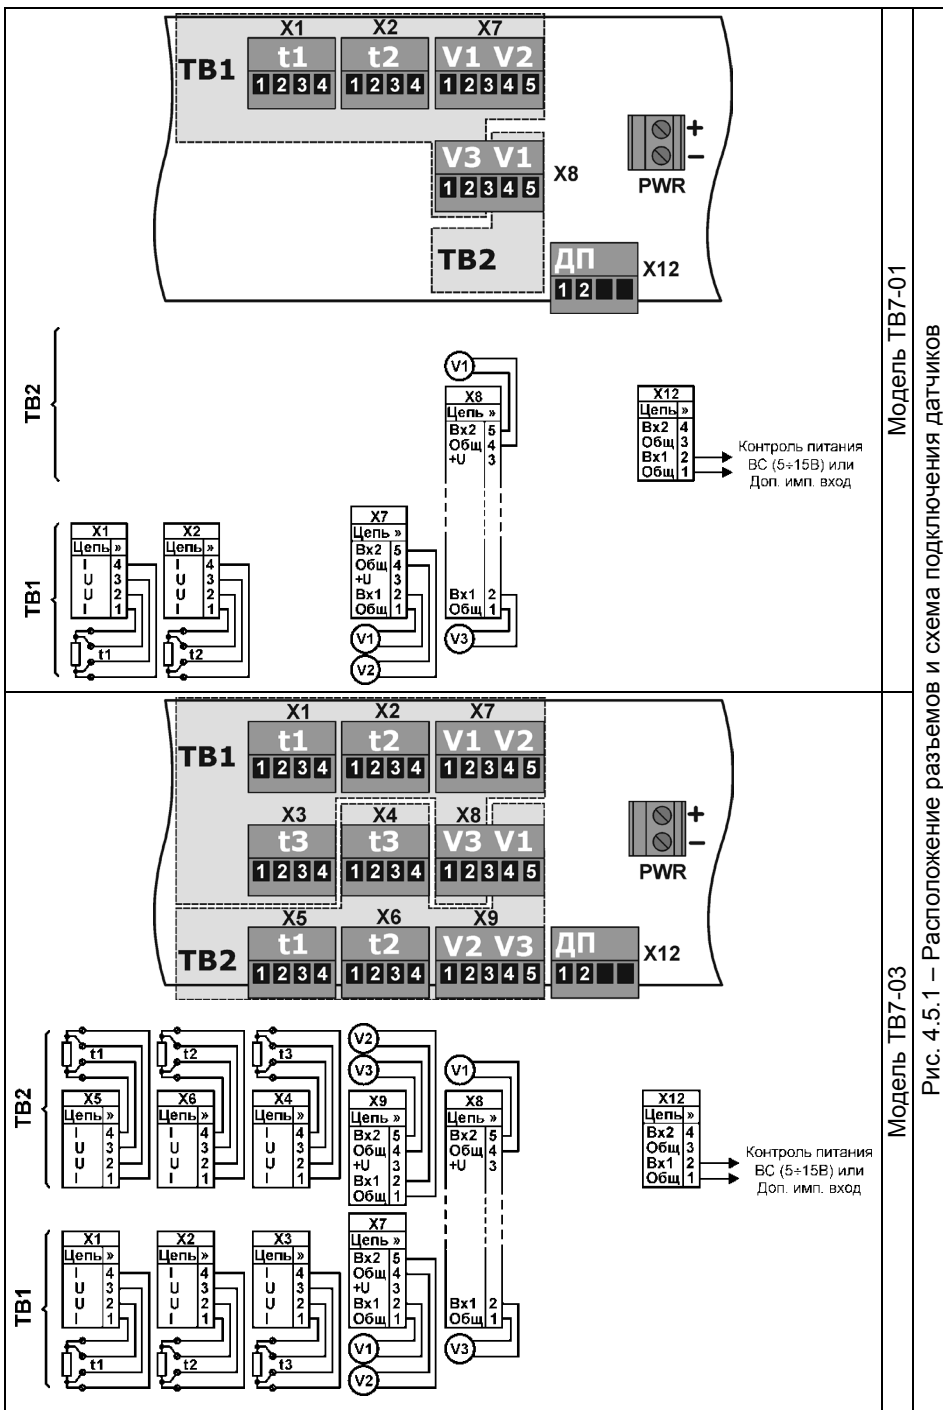 X1 X2 X7
ТВ1 t1 t2 V1 V2
1 2 3 4 1 2 3 4 1 2 3 4 5
V3 V1 X8
1 2 3 4 5
+
–
PWR
ТВ2 ДП X12
1 2
ТВ2
V1
X8
Цепь »
Вх2 5
Общ 4
+U 3
Вх1 2
Общ 1
V3
X12
Цепь »
Вх2 4
Общ 3
Вх1 2
Общ 1
Контроль питания
ВС (5÷15В) или
Доп. имп. вход
ТВ1
X1
Цепь »
I 4
U 3
U 2
I 1
t1
X2
Цепь »
I 4
U 3
U 2
I 1
t2
X7
Цепь »
Вх2 5
Общ 4
+U 3
Вх1 2
Общ 1
V1
V2
Модель ТВ7-01
X1 X2 X7
ТВ1 t1 t2 V1 V2
1 2 3 4 1 2 3 4 1 2 3 4 5
X3 X4 X8
t3 t3 V3 V1
1 2 3 4 1 2 3 4 1 2 3 4 5
+
–
PWR
X5 X6 X9
ТВ2 t1 t2 V2 V3 ДП X12
1 2 3 4 1 2 3 4 1 2 3 4 5 1 2
ТВ2
t1
X5
Цепь »
I 4
U 3
U 2
I 1
t2
X6
Цепь »
I 4
U 3
U 2
I 1
t3
X4
Цепь »
I 4
U 3
U 2
I 1
V2
V3
X9
Цепь »
Вх2 5
Общ 4
+U 3
Вх1 2
Общ 1
V1
X8
Цепь »
Вх2 5
Общ 4
+U 3
Вх1 2
Общ 1
V3
X12
Цепь »
Вх2 4
Общ 3
Вх1 2
Общ 1
Контроль питания
ВС (5÷15В) или
Доп. имп. вход
ТВ1
X1
Цепь »
I 4
U 3
U 2
I 1
t1
X2
Цепь »
I 4
U 3
U 2
I 1
t2
X3
Цепь »
I 4
U 3
U 2
I 1
t3
X7
Цепь »
Вх2 5
Общ 4
+U 3
Вх1 2
Общ 1
V1
V2
Модель ТВ7-03
Рис. 4.5.1 – Расположение разъемов и схема подключения датчиков